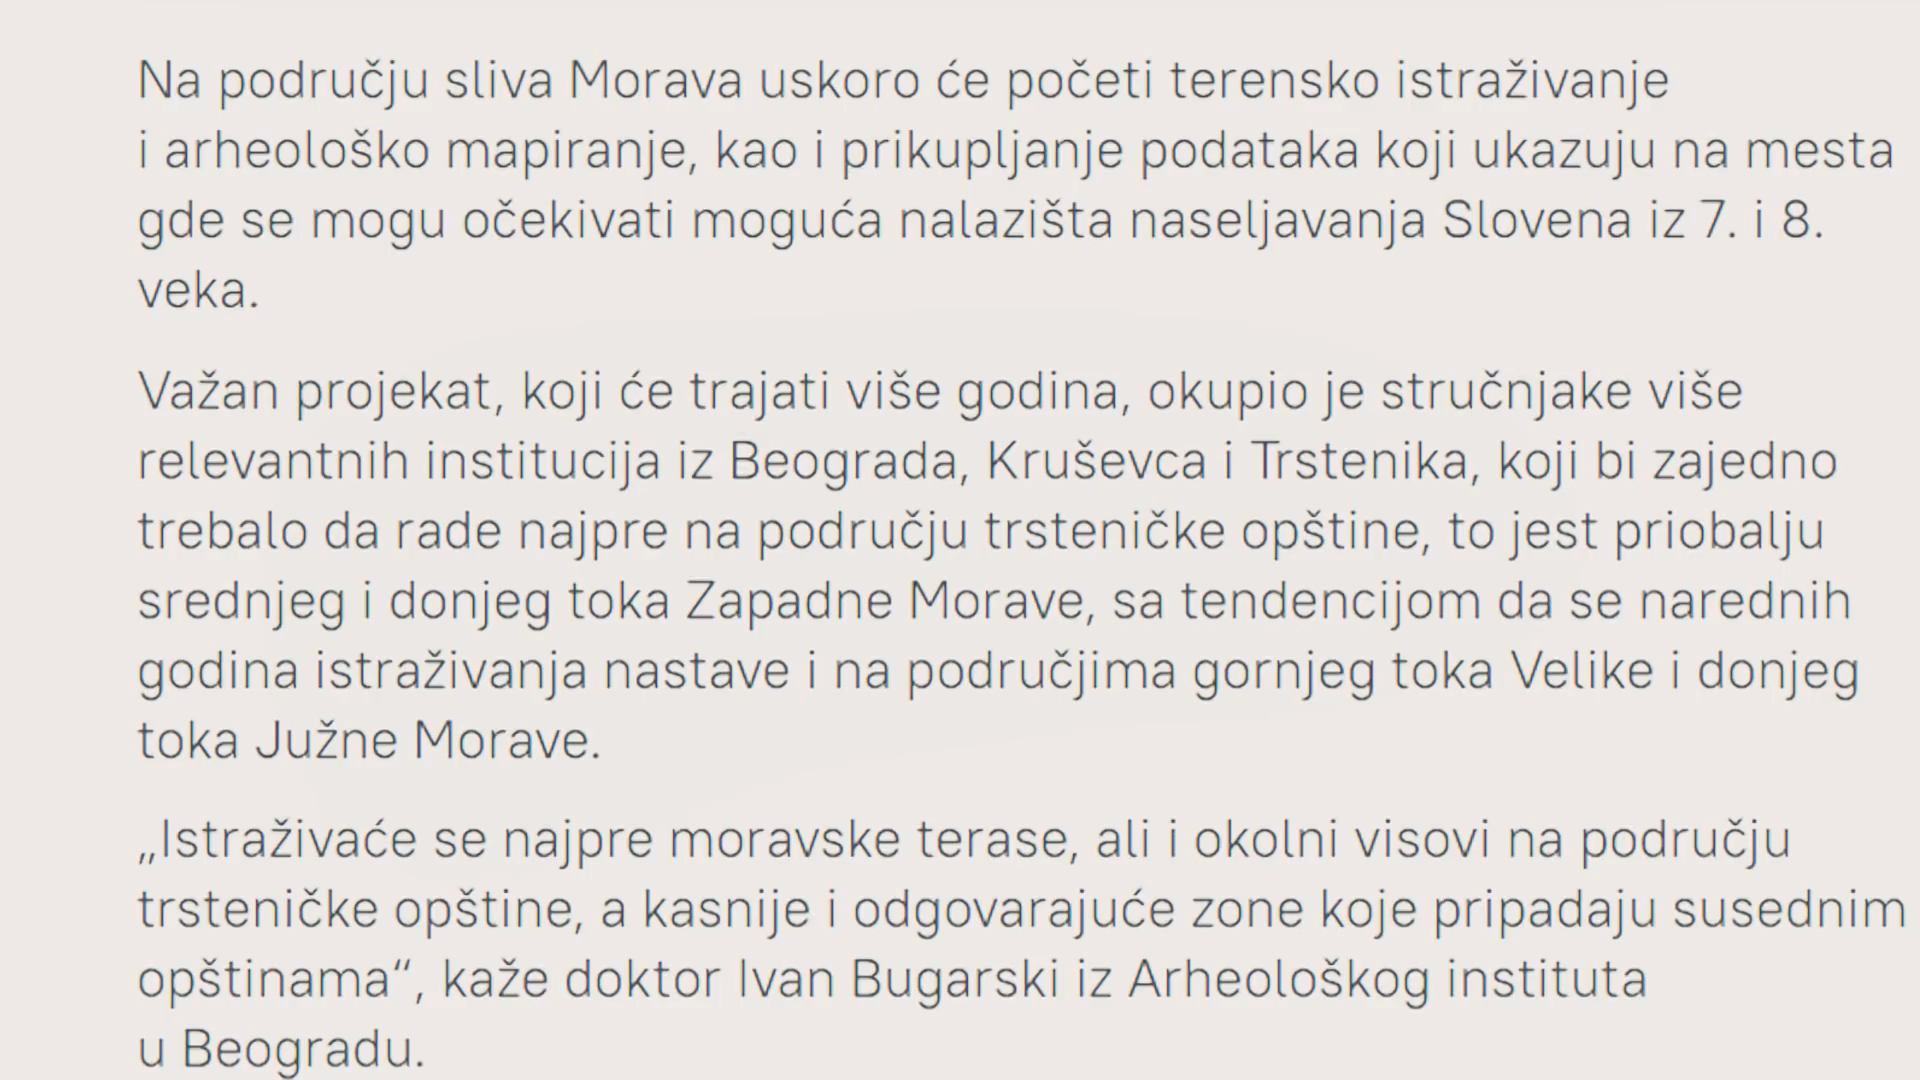 Na području sliva Morava uskoro će početi terensko istraživanje
i arheološko mapiranje, kao i prikupljanje podataka koji ukazuju na mesta
gde se mogu očekivati moguća nalazišta naseljavanja Slovena iz 7. i 8.
veka.
Važan projekat, koji će trajati više godina, okupio je stručnjake više
relevantnih institucija iz Beograda, Kruševca i Trstenika, koji bi zajedno
trebalo da rade najpre na području trsteničke opštine, to jest priobalju
srednjeg i donjeg toka Zapadne Morave, sa tendencijom da se narednih
godina istraživanja nastave i na područjima gornjeg toka Velike i donjeg
toka Južne Morave.
„Istraživaće se najpre moravske terase, ali i okolni visovi na području
trsteničke opštine, a kasnije i odgovarajuće zone koje pripadaju susednim
opštinama“, kaže doktor Ivan Bugarski iz Arheološkog instituta
u Beogradu.